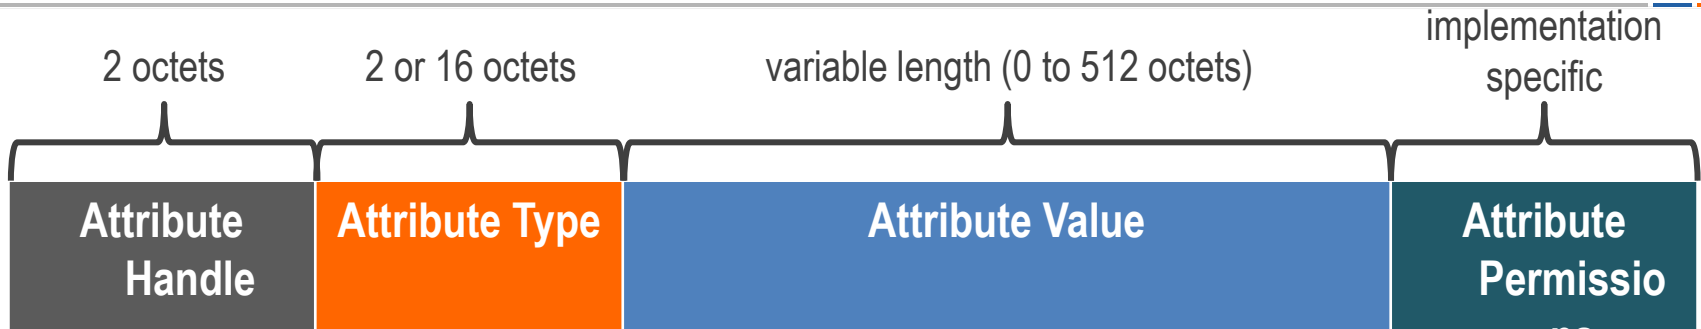 2 octets
2 or 16 octets
variable length (0 to 512 octets)
implementation
specific
Attribute
Handle
Attribute Type
Attribute Value
Attribute
Permissio